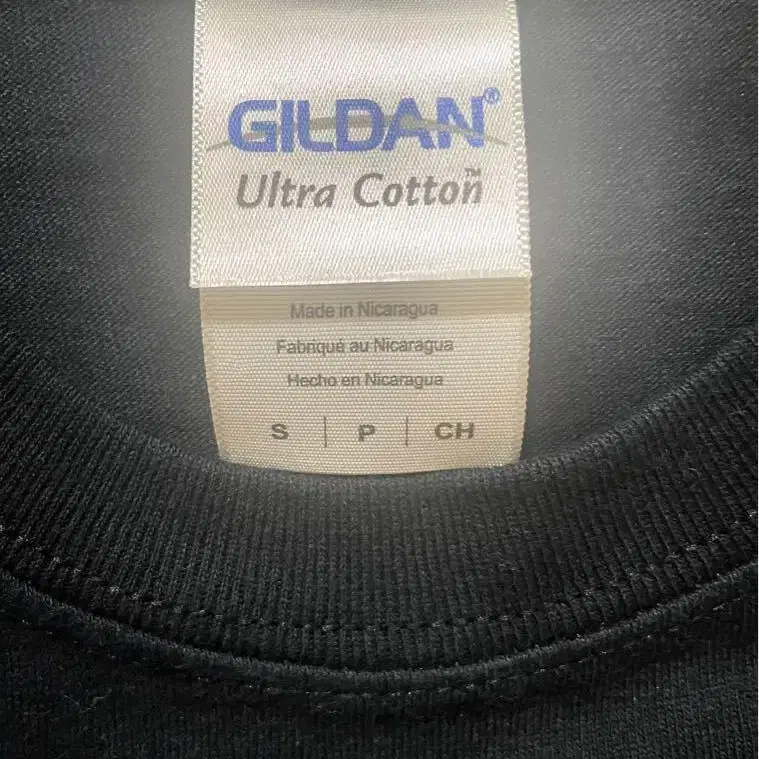 GILDAN®
Ultra Cotton™
Made in Nicaragua
Fabriqué au Nicaragua
Hecho en Nicaragua
S | P | CH